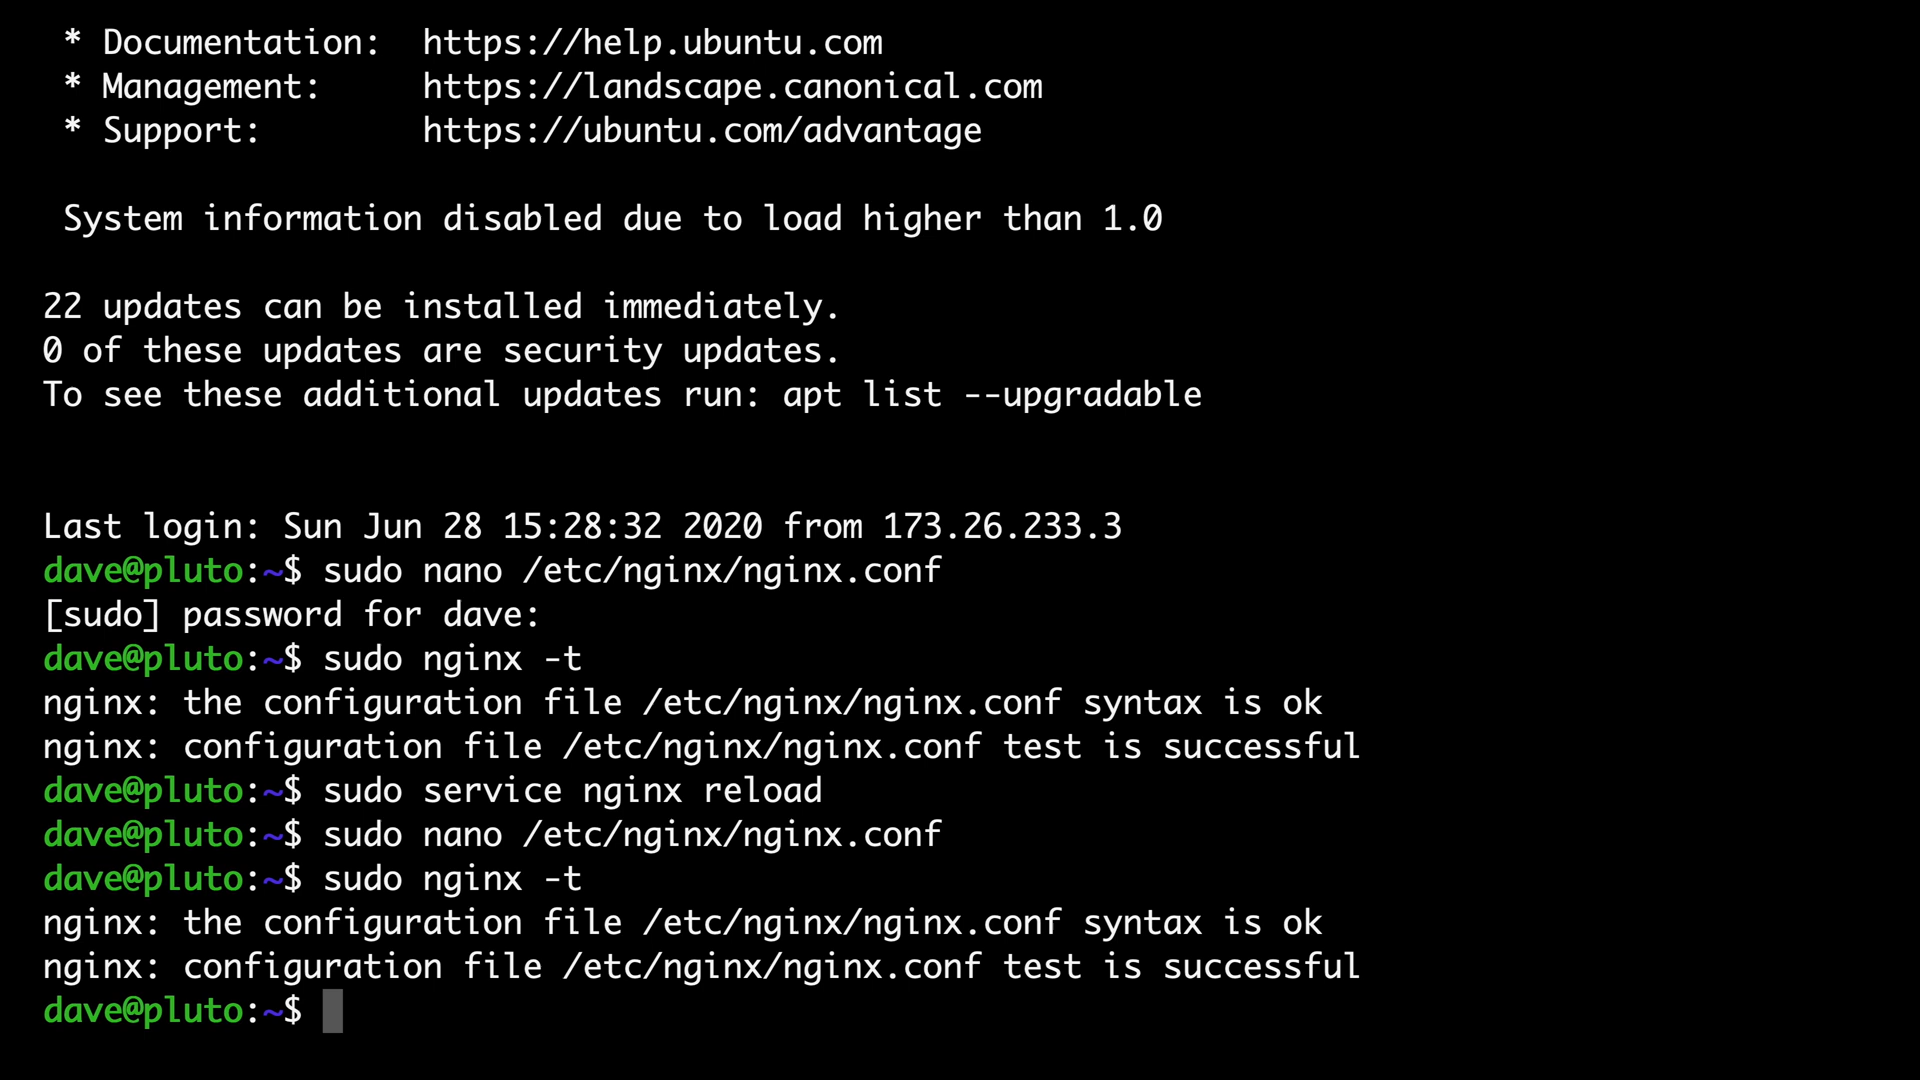 * Documentation:  https://help.ubuntu.com
* Management:     https://landscape.canonical.com
* Support:        https://ubuntu.com/advantage
System information disabled due to load higher than 1.0
22 updates can be installed immediately.
0 of these updates are security updates.
To see these additional updates run: apt list --upgradable
Last login: Sun Jun 28 15:28:32 2020 from 173.26.233.3
dave@pluto:~$ sudo nano /etc/nginx/nginx.conf
[sudo] password for dave:
dave@pluto:~$ sudo nginx -t
nginx: the configuration file /etc/nginx/nginx.conf syntax is ok
nginx: configuration file /etc/nginx/nginx.conf test is successful
dave@pluto:~$ sudo service nginx reload
dave@pluto:~$ sudo nano /etc/nginx/nginx.conf
dave@pluto:~$ sudo nginx -t
nginx: the configuration file /etc/nginx/nginx.conf syntax is ok
nginx: configuration file /etc/nginx/nginx.conf test is successful
dave@pluto:~$